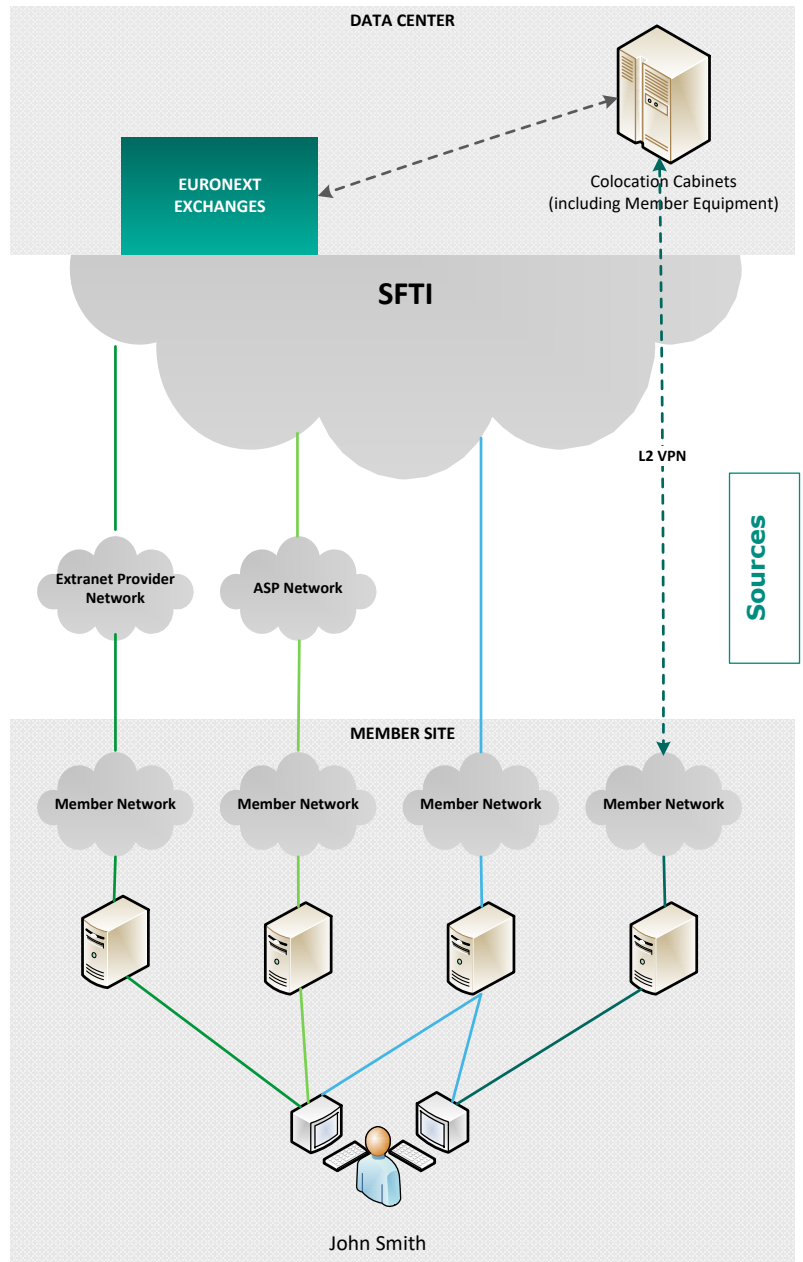 DATA CENTER
EURONEXT
EXCHANGES
Colocation Cabinets
(including Member Equipment)
SFTI
L2 VPN
Sources
Extranet Provider
Network
ASP Network
MEMBER SITE
Member Network
Member Network
Member Network
Member Network
John Smith